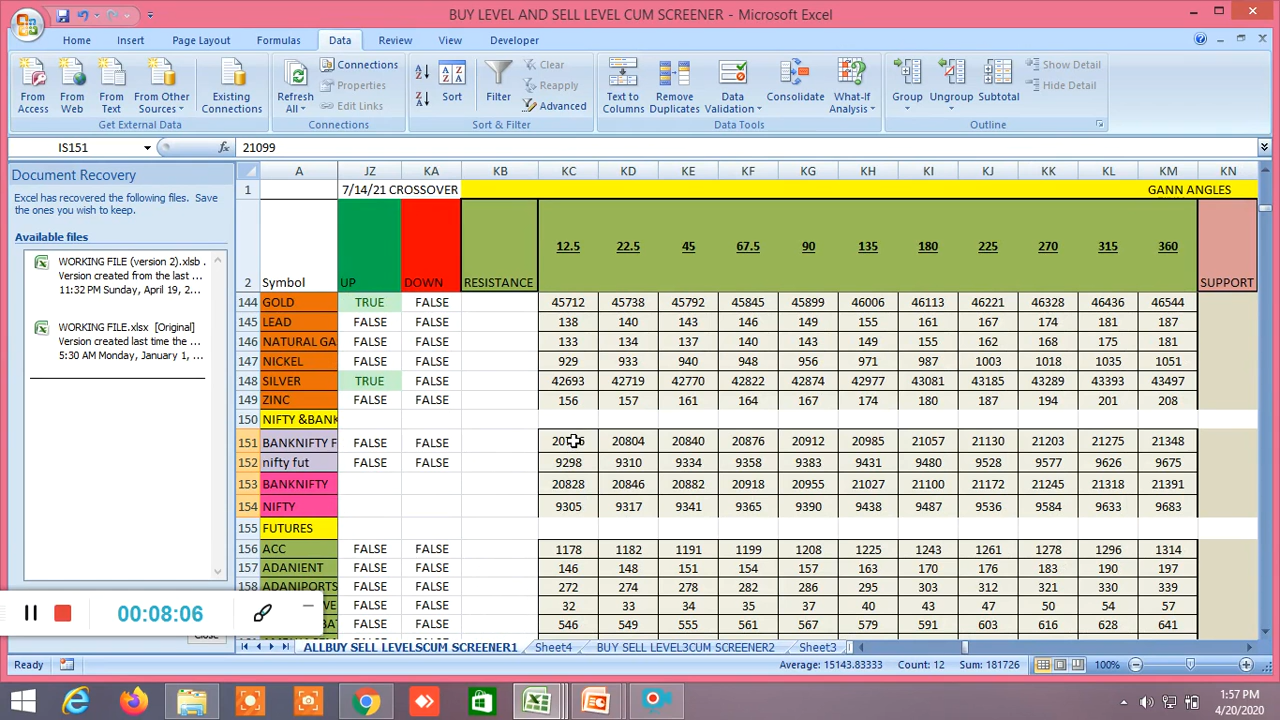 BUY LEVEL AND SELL LEVEL CUM SCREENER - Microsoft Excel
Home Insert Page Layout Formulas Data Review View Developer
From Access From Web From Text From Other Sources Existing Connections Refresh All Connections Properties Edit Links Sort Filter Clear Reapply Advanced Text to Columns Remove Duplicates Data Validation Consolidate What-If Analysis Group Ungroup Subtotal Show Detail Hide Detail
Get External Data Connections Sort & Filter Data Tools Outline
IS151 fx 21099
Document Recovery
Excel has recovered the following files. Save the ones you wish to keep.
Available files
WORKING FILE (version 2).xlsb .
Version created from the last ...
11:32 PM Sunday, April 19, 2...
WORKING FILE.xlsx [Original]
Version created last time the ...
5:30 AM Monday, January 1, ...
Close
A JZ KA KB KC KD KE KF KG KH KI KJ KK KL KM KN
1 7/14/21 CROSSOVER GANN ANGLES
2 Symbol UP DOWN RESISTANCE 12.5 22.5 45 67.5 90 135 180 225 270 315 360 SUPPORT
144 GOLD TRUE FALSE 45712 45738 45792 45845 45899 46006 46113 46221 46328 46436 46544
145 LEAD FALSE FALSE 138 140 143 146 149 155 161 167 174 181 187
146 NATURAL GA FALSE FALSE 133 134 137 140 143 149 155 162 168 175 181
147 NICKEL FALSE FALSE 929 933 940 948 956 971 987 1003 1018 1035 1051
148 SILVER TRUE FALSE 42693 42719 42770 42822 42874 42977 43081 43185 43289 43393 43497
149 ZINC FALSE FALSE 156 157 161 164 167 174 180 187 194 201 208
150 NIFTY &BANK
151 BANKNIFTY F FALSE FALSE 20804 20840 20876 20912 20985 21057 21130 21203 21275 21348
152 nifty fut FALSE FALSE 9298 9310 9334 9358 9383 9431 9480 9528 9577 9626 9675
153 BANKNIFTY 20828 20846 20882 20918 20955 21027 21100 21172 21245 21318 21391
154 NIFTY 9305 9317 9341 9365 9390 9438 9487 9536 9584 9633 9683
155 FUTURES
156 ACC FALSE FALSE 1178 1182 1191 1199 1208 1225 1243 1261 1278 1296 1314
157 ADANIENT FALSE FALSE 146 148 151 154 157 163 170 176 183 190 197
158 ADANIPORTS FALSE FALSE 272 274 278 282 286 295 303 312 321 330 339
FALSE FALSE 32 33 34 35 37 40 43 47 50 54 57
FALSE FALSE 546 549 555 561 567 579 591 603 616 628 641
00:08:06
ALLBUY SELL LEVELSCUM SCREENER1 Sheet4 BUY SELL LEVEL3CUM SCREENER2 Sheet3
Ready Average: 15143.83333 Count: 12 Sum: 181726 100%
1:57 PM
4/20/2020